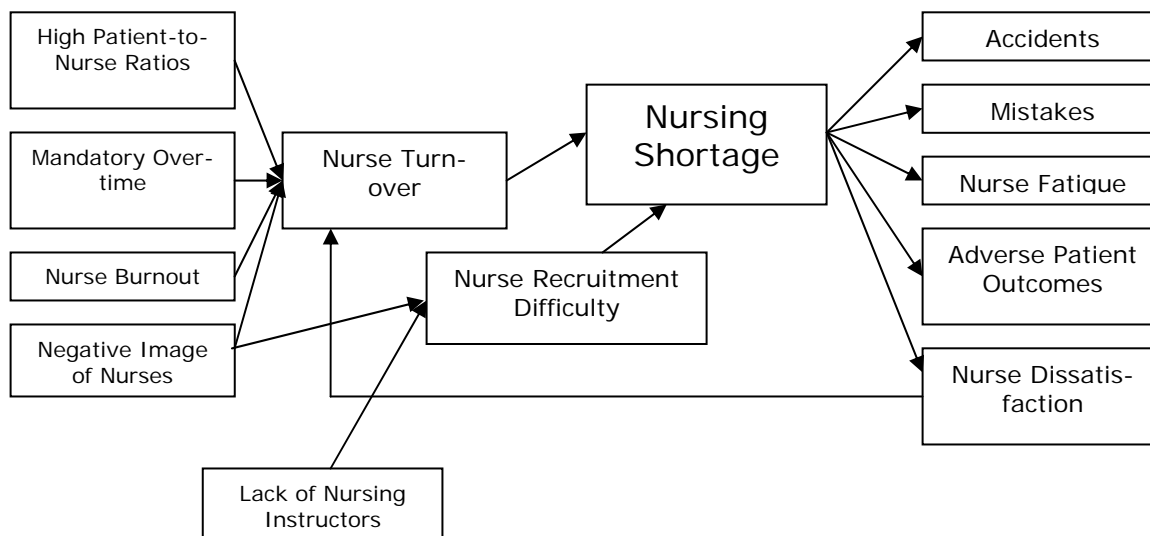 High Patient-to-
Nurse Ratios
Mandatory Over-
time
Nurse Burnout
Negative Image
of Nurses
Nurse Turn-
over
Nurse Recruitment
Difficulty
Lack of Nursing
Instructors
Nursing
Shortage
Accidents
Mistakes
Nurse Fatique
Adverse Patient
Outcomes
Nurse Dissatis-
faction